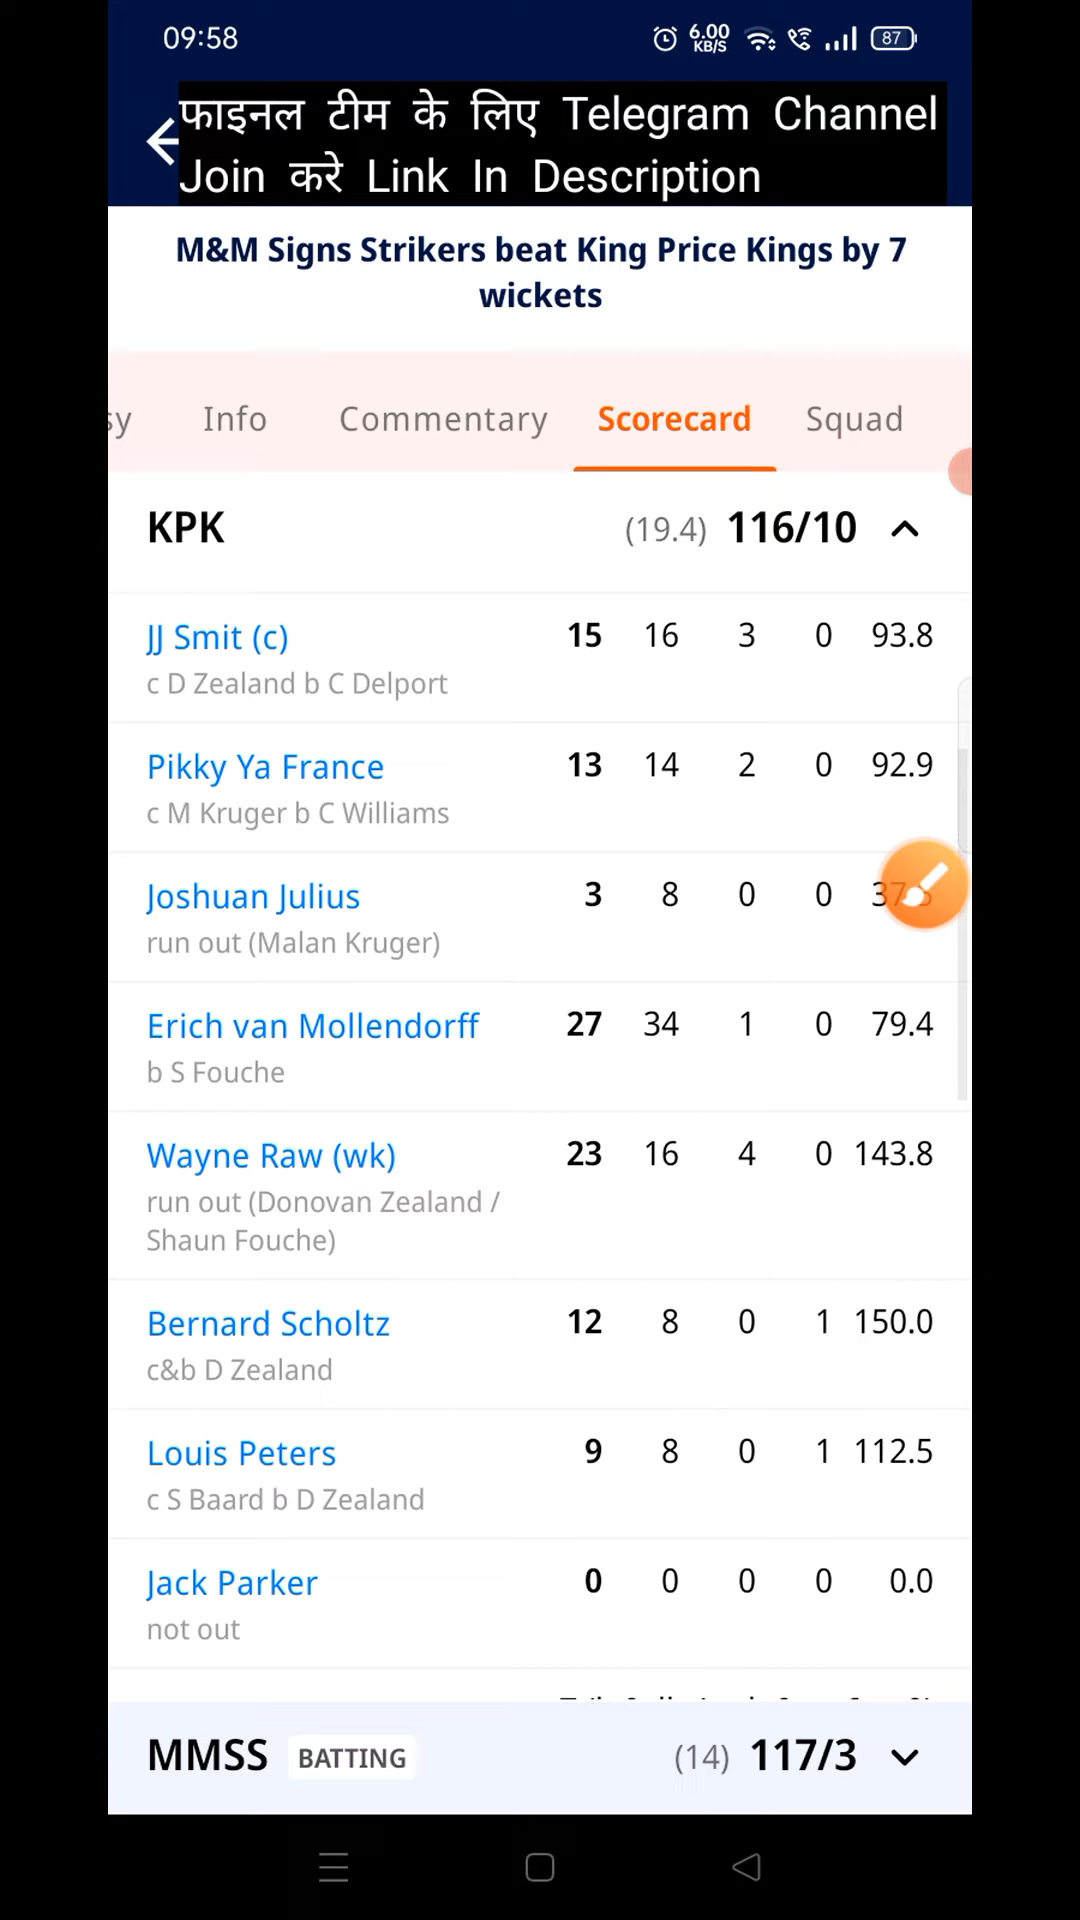 09:58 6.00 KB/S 87
फाइनल टीम के लिए Telegram Channel
Join करे Link In Description
M&M Signs Strikers beat King Price Kings by 7
wickets
sy Info Commentary Scorecard Squad
KPK (19.4) 116/10
JJ Smit (c) 15 16 3 0 93.8
c D Zealand b C Delport
Pikky Ya France 13 14 2 0 92.9
c M Kruger b C Williams
Joshuan Julius 3 8 0 0 37.5
run out (Malan Kruger)
Erich van Mollendorff 27 34 1 0 79.4
b S Fouche
Wayne Raw (wk) 23 16 4 0 143.8
run out (Donovan Zealand /
Shaun Fouche)
Bernard Scholtz 12 8 0 1 150.0
c&b D Zealand
Louis Peters 9 8 0 1 112.5
c S Baard b D Zealand
Jack Parker 0 0 0 0 0.0
not out
MMSS BATTING (14) 117/3